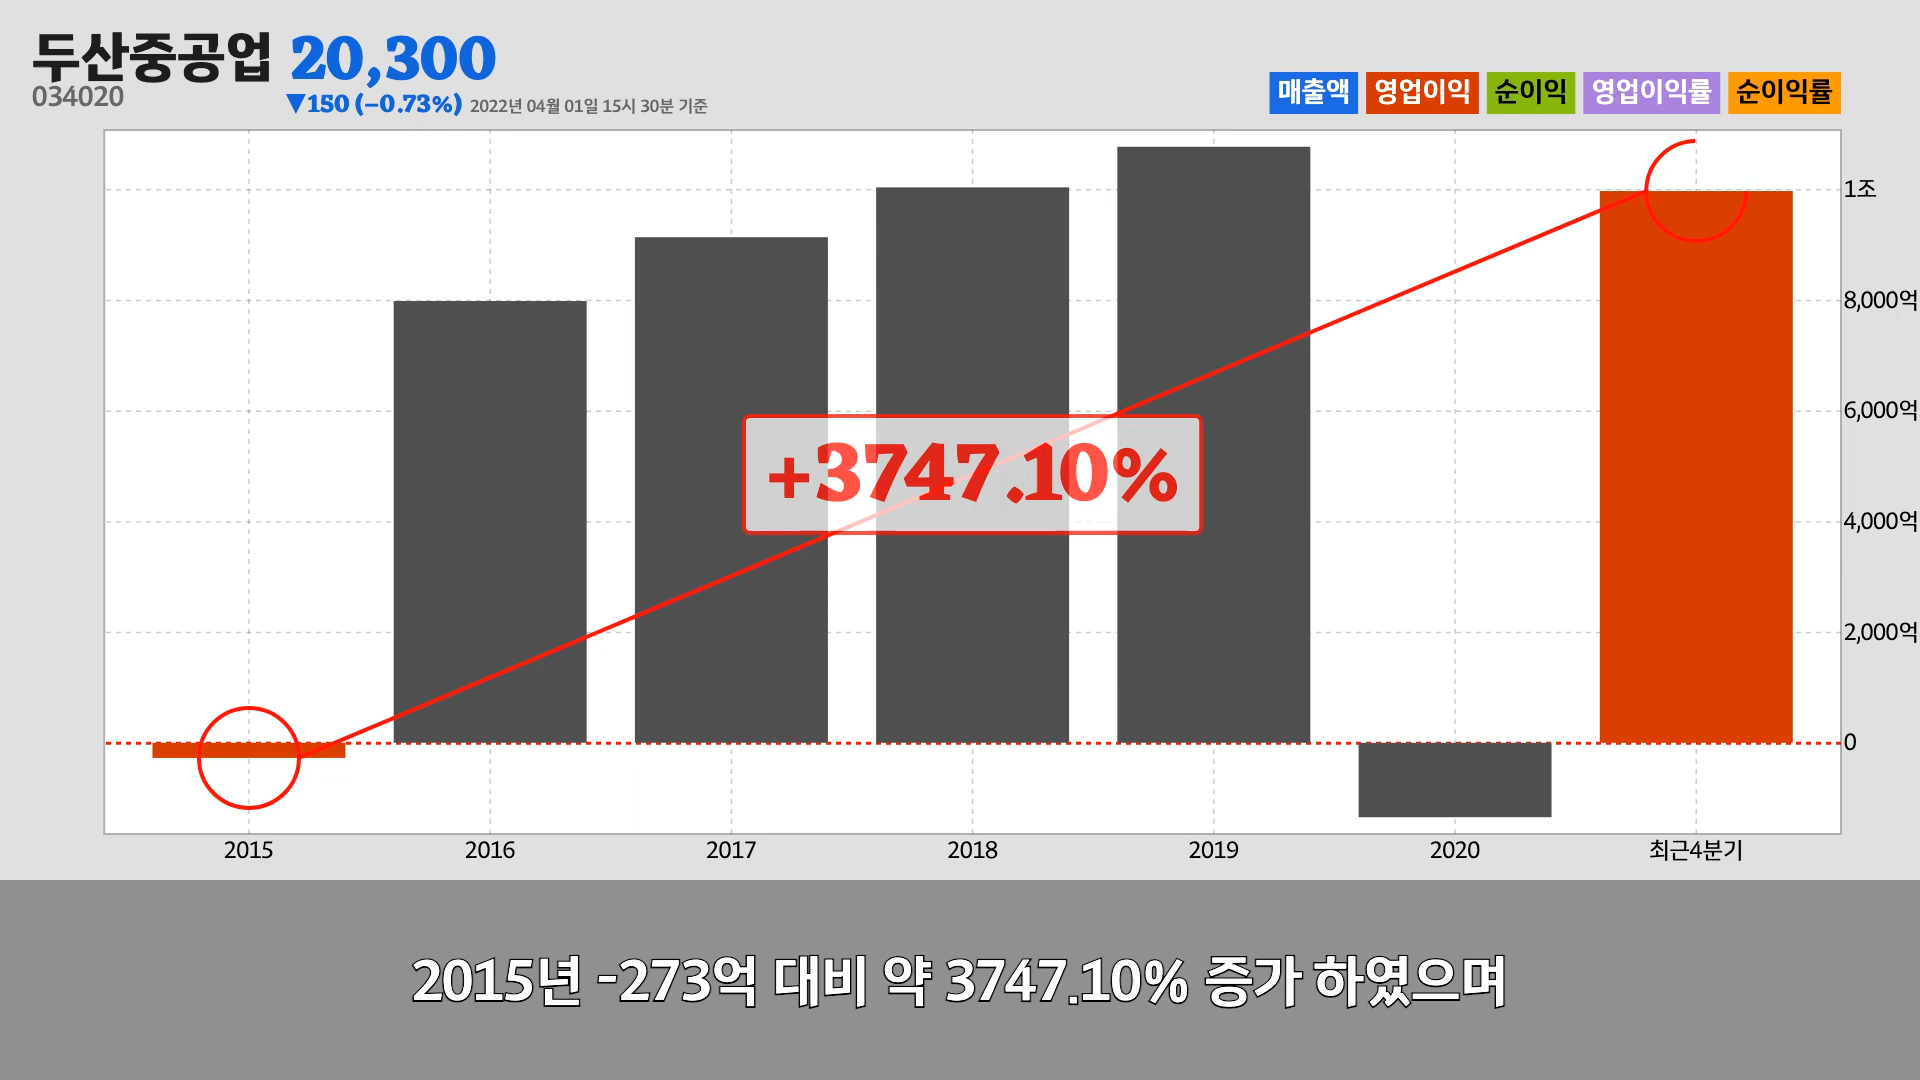 두산중공업 20,300
034020 ▼150 (−0.73%) 2022년 04월 01일 15시 30분 기준
매출액 영업이익 순이익 영업이익률 순이익률
1조
8,000억
6,000억
4,000억
2,000억
0
+3747.10%
2015 2016 2017 2018 2019 2020 최근4분기
2015년 -273억 대비 약 3747.10% 증가 하였으며